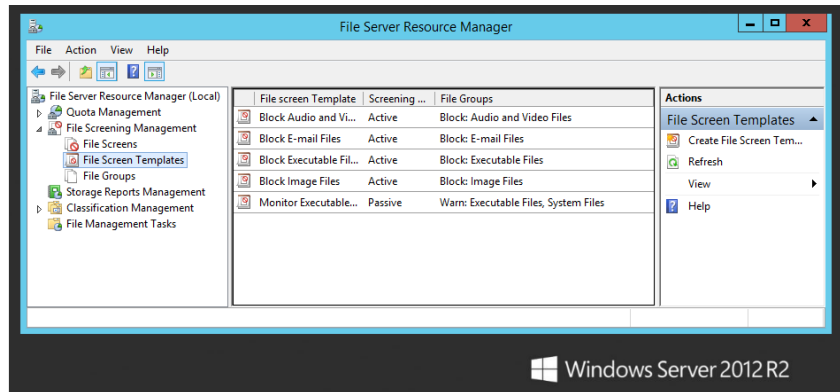 File Server Resource Manager
File Action View Help
File Server Resource Manager (Local)
Quota Management
File Screening Management
File Screens
File Screen Templates
File Groups
Storage Reports Management
Classification Management
File Management Tasks
File screen Template Screening ... File Groups
Block Audio and Vi... Active Block: Audio and Video Files
Block E-mail Files Active Block: E-mail Files
Block Executable Fil... Active Block: Executable Files
Block Image Files Active Block: Image Files
Monitor Executable... Passive Warn: Executable Files, System Files
Actions
File Screen Templates
Create File Screen Tem...
Refresh
View
Help
Windows Server 2012 R2